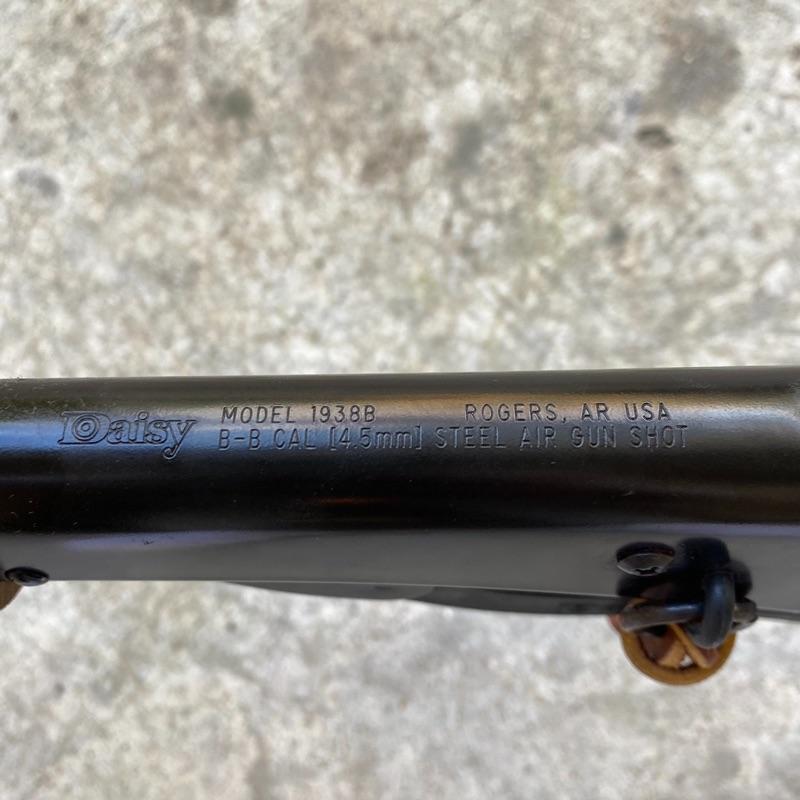 Daisy MODEL 1938B ROGERS, AR USA
B-B CAL [4.5mm] STEEL AIR GUN SHOT